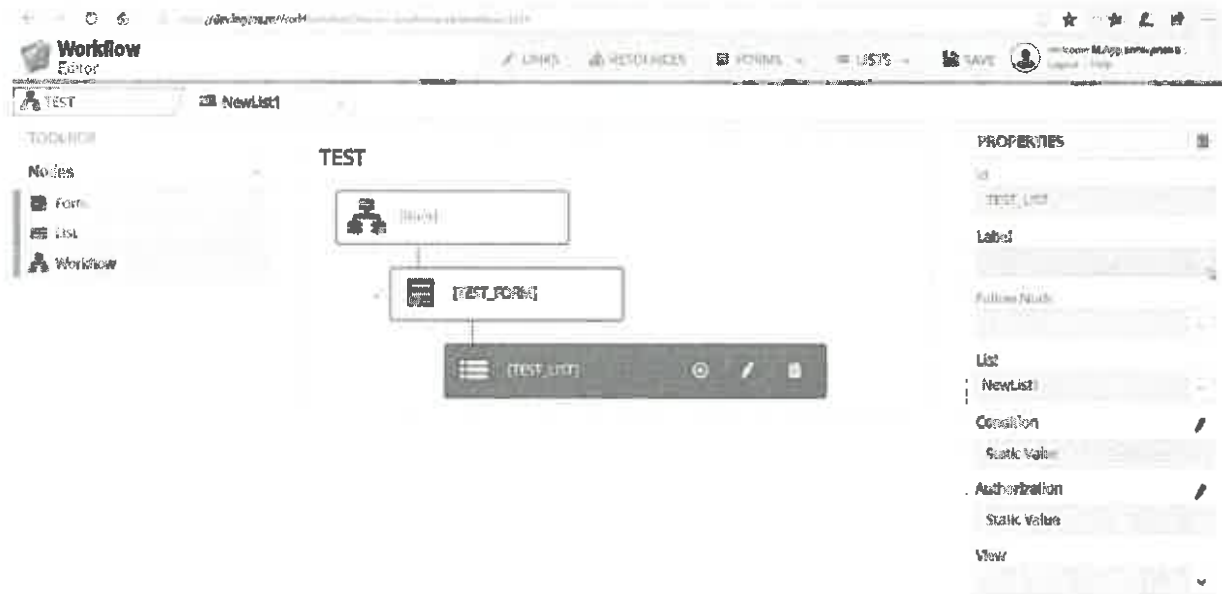 Workflow
Editor
LINKS RESOURCES FORMS LISTS SAVE
TEST NewList1
TOOLBOX
Nodes
Form
List
Workflow
TEST
[TEST_FORM]
[TEST_LIST]
PROPERTIES
Id
TEST_LIST
Label
Follow Node
List
NewList1
Condition
Static Value
Authorization
Static Value
View